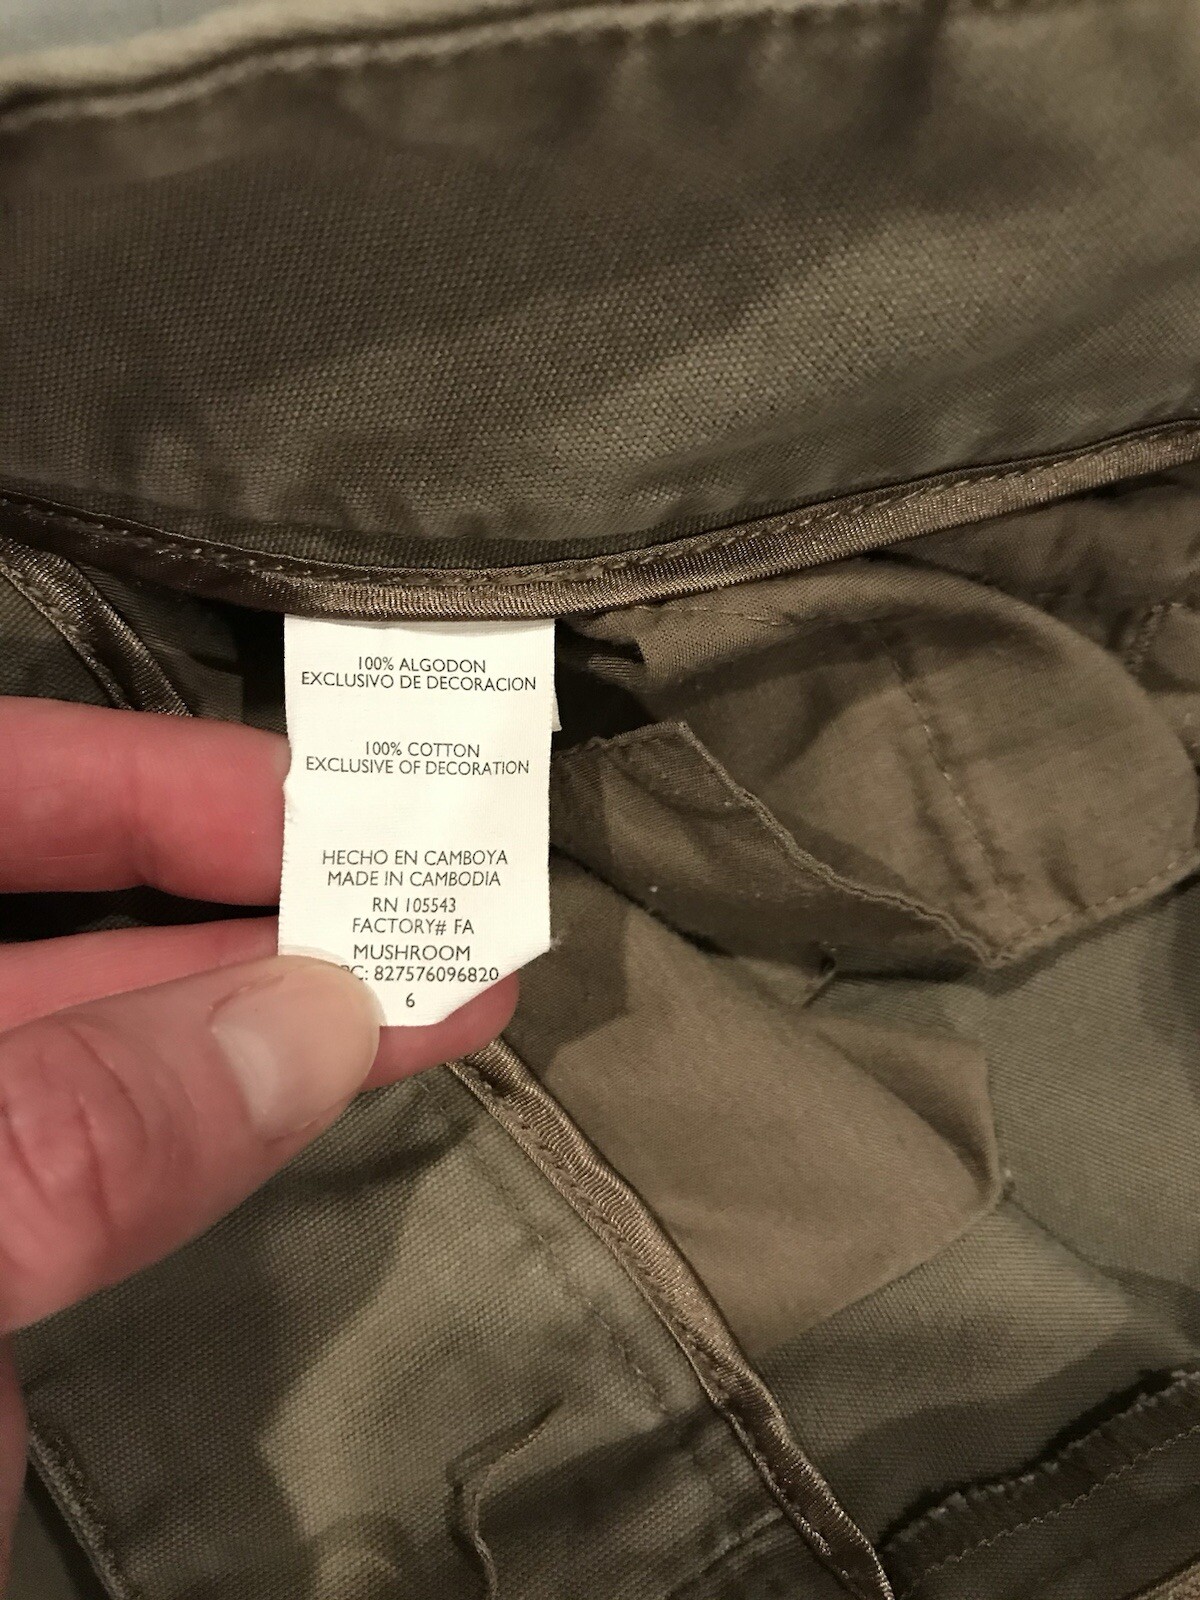 100% ALGODON
EXCLUSIVO DE DECORACION
100% COTTON
EXCLUSIVE OF DECORATION
HECHO EN CAMBOYA
MADE IN CAMBODIA
RN 105543
FACTORY# FA
MUSHROOM
PC: 827576096820
6